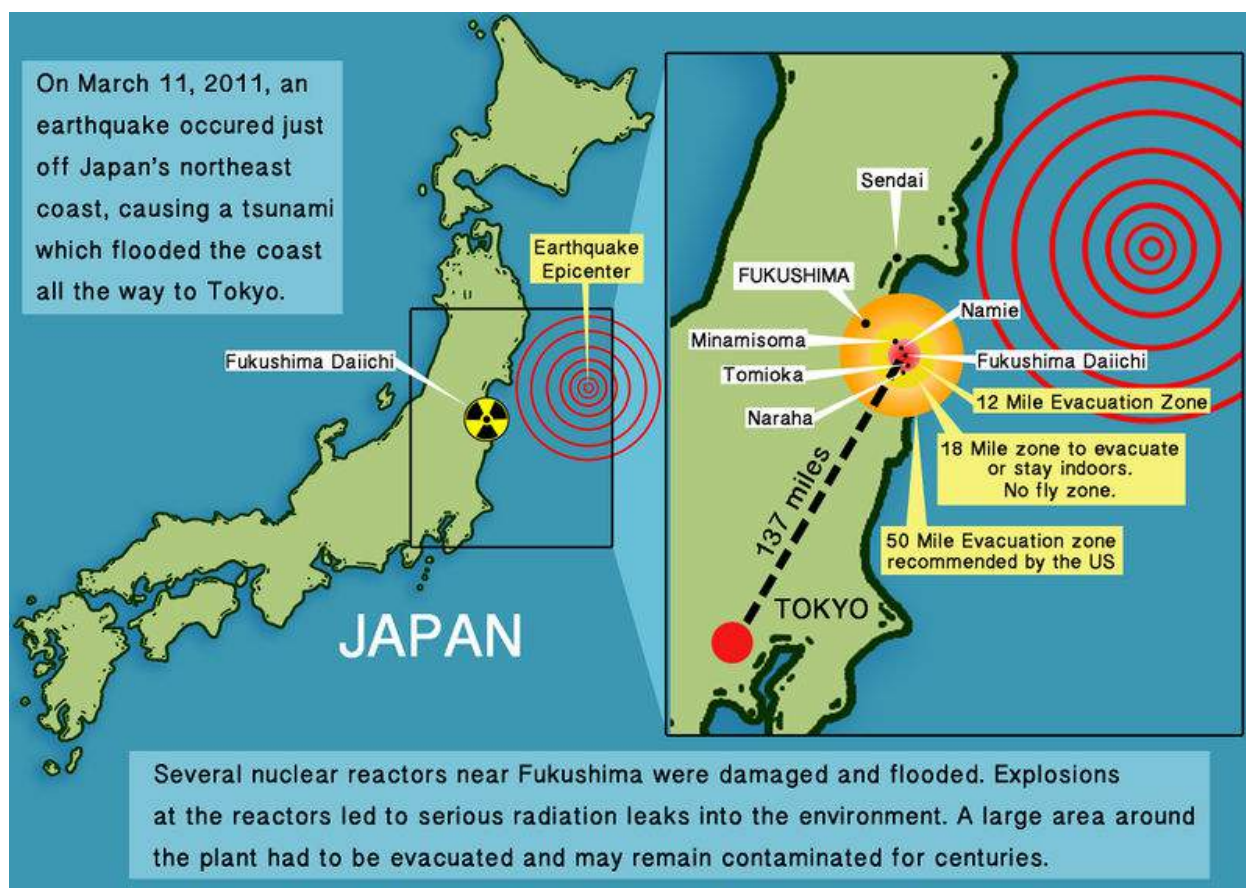 On March 11, 2011, an
earthquake occured just
off Japan's northeast
coast, causing a tsunami
which flooded the coast
all the way to Tokyo.
Earthquake
Epicenter
Fukushima Daiichi
JAPAN
Sendai
FUKUSHIMA
Namie
Minamisoma
Fukushima Daiichi
Tomioka
12 Mile Evacuation Zone
Naraha
18 Mile zone to evacuate
or stay indoors.
No fly zone.
137 miles
50 Mile Evacuation zone
recommended by the US
TOKYO
Several nuclear reactors near Fukushima were damaged and flooded. Explosions
at the reactors led to serious radiation leaks into the environment. A large area around
the plant had to be evacuated and may remain contaminated for centuries.